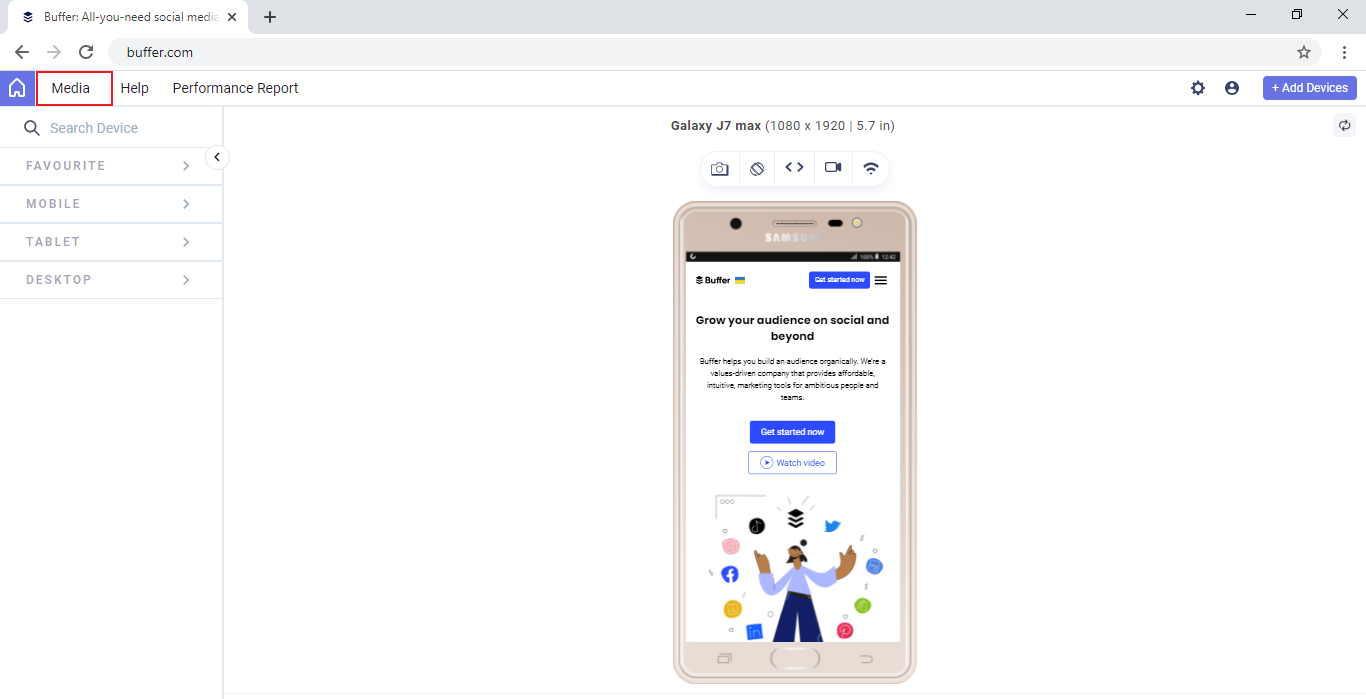 Buffer: All-you-need social media
buffer.com
Media Help Performance Report + Add Devices
Search Device
FAVOURITE
MOBILE
TABLET
DESKTOP
Galaxy J7 max (1080 x 1920 | 5.7 in)
SAMSUNG
100% 12:42
Buffer Get started now
Grow your audience on social and
beyond
Buffer helps you build an audience organically. We're a
values-driven company that provides affordable,
intuitive, marketing tools for ambitious people and
teams.
Get started now
Watch video
in